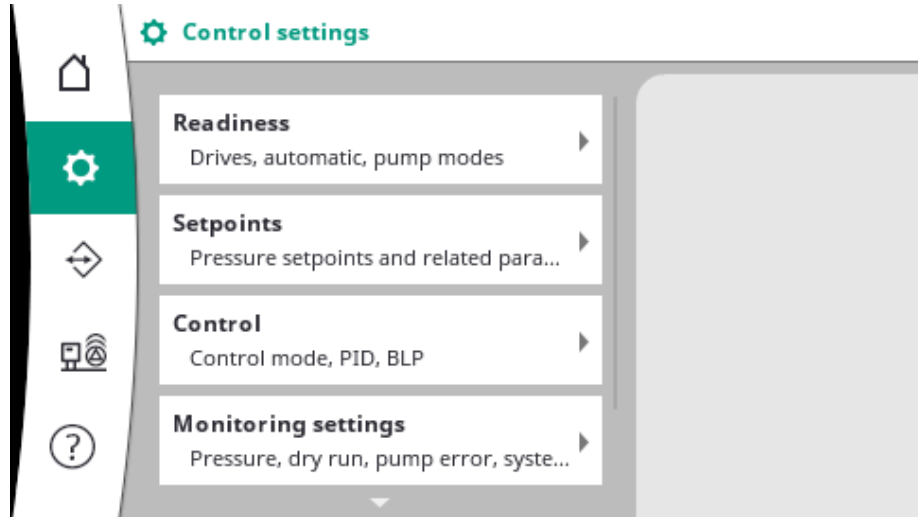 Control settings
Readiness
Drives, automatic, pump modes
Setpoints
Pressure setpoints and related para...
Control
Control mode, PID, BLP
Monitoring settings
Pressure, dry run, pump error, syste...
?